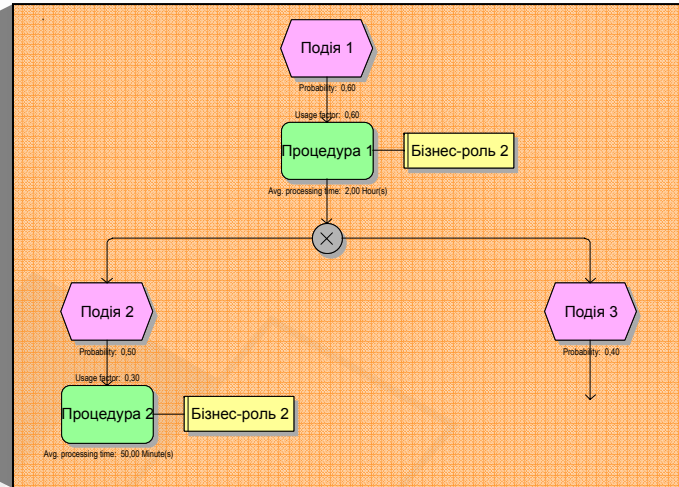 Подія 1
Probability: 0,60
Usage factor: 0,60
Процедура 1
Бізнес-роль 2
Avg. processing time: 2,00 Hour(s)
Подія 2
Подія 3
Probability: 0,50
Probability: 0,40
Usage factor: 0,30
Процедура 2
Бізнес-роль 2
Avg. processing time: 50,00 Minute(s)